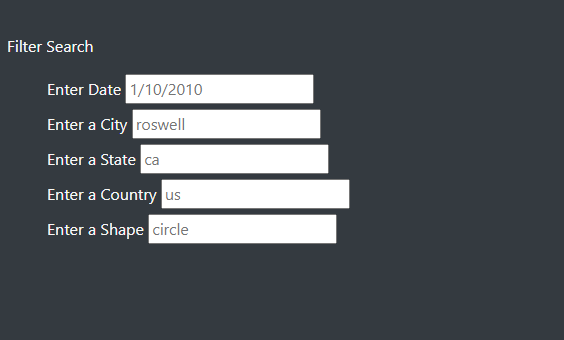 Filter Search
Enter Date 1/10/2010
Enter a City roswell
Enter a State ca
Enter a Country us
Enter a Shape circle